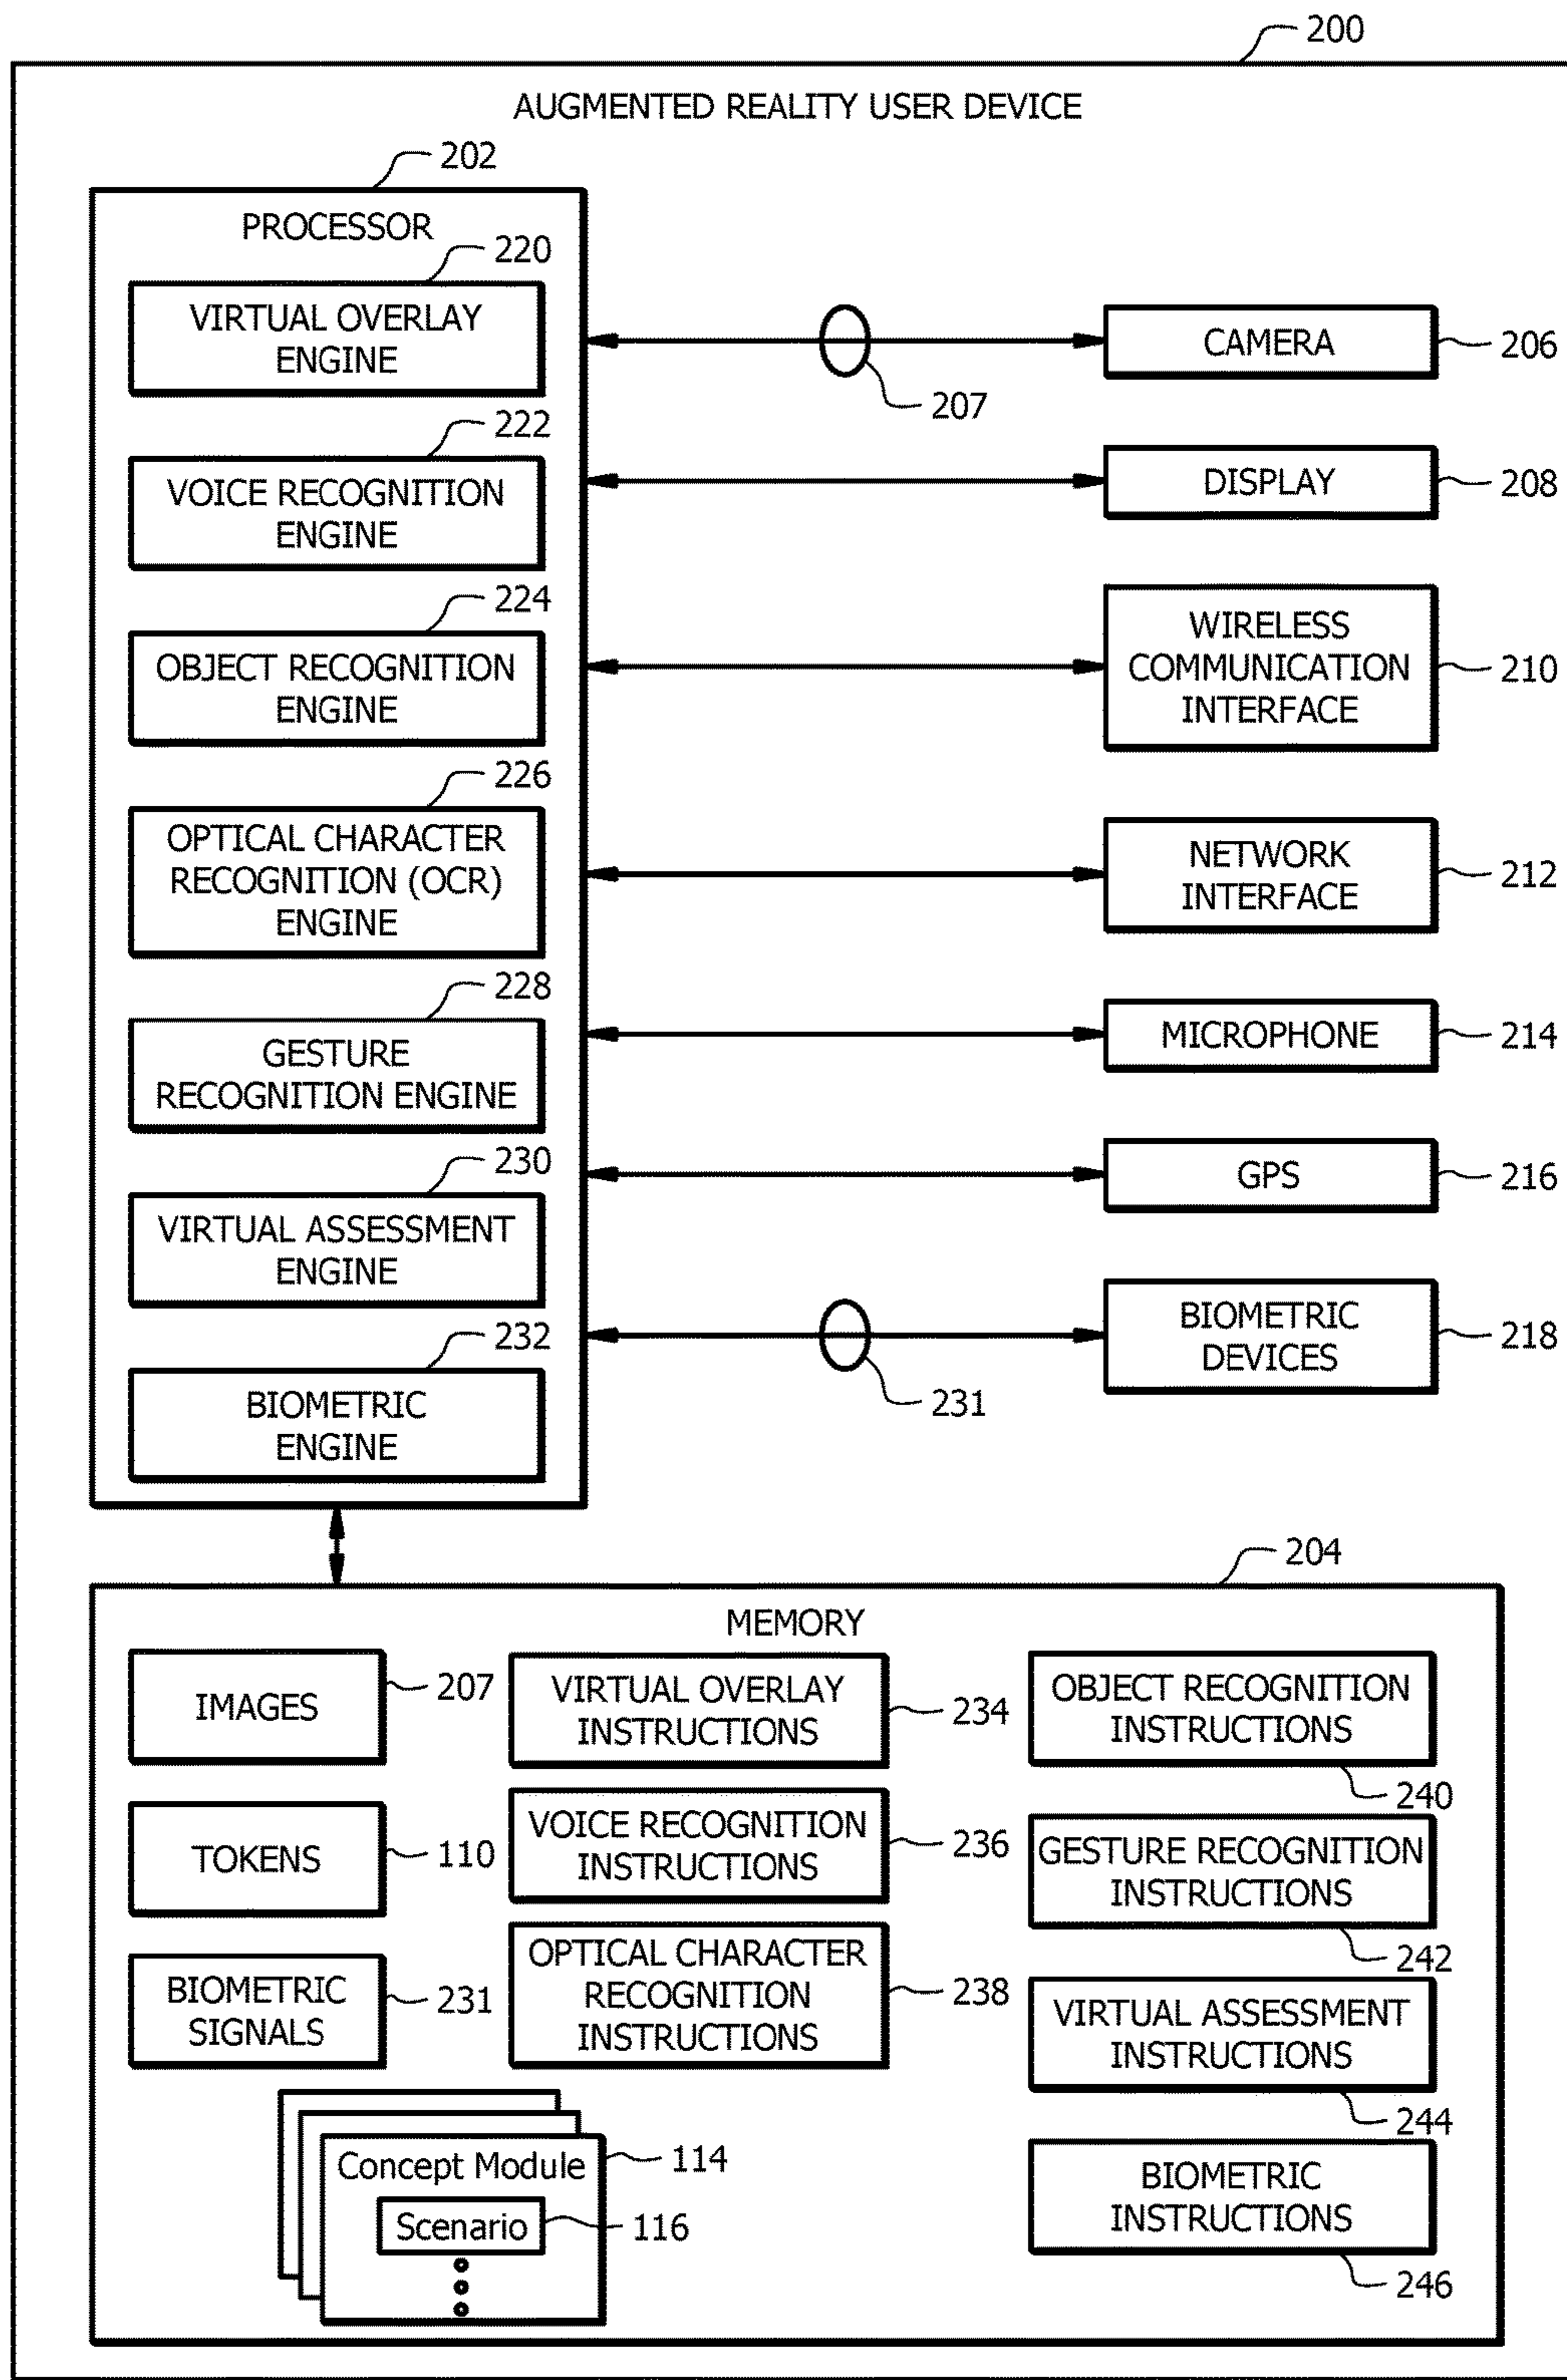 200
AUGMENTED REALITY USER DEVICE
202
PROCESSOR
220
VIRTUAL OVERLAY
ENGINE
222
VOICE RECOGNITION
ENGINE
224
OBJECT RECOGNITION
ENGINE
226
OPTICAL CHARACTER
RECOGNITION (OCR)
ENGINE
228
GESTURE
RECOGNITION ENGINE
230
VIRTUAL ASSESSMENT
ENGINE
232
BIOMETRIC
ENGINE
207
CAMERA
206
DISPLAY
208
WIRELESS
COMMUNICATION
INTERFACE
210
NETWORK
INTERFACE
212
MICROPHONE
214
GPS
216
BIOMETRIC
DEVICES
218
231
204
MEMORY
IMAGES
207
TOKENS
110
BIOMETRIC
SIGNALS
231
VIRTUAL OVERLAY
INSTRUCTIONS
234
VOICE RECOGNITION
INSTRUCTIONS
236
OPTICAL CHARACTER
RECOGNITION
INSTRUCTIONS
238
OBJECT RECOGNITION
INSTRUCTIONS
240
GESTURE RECOGNITION
INSTRUCTIONS
242
VIRTUAL ASSESSMENT
INSTRUCTIONS
244
BIOMETRIC
INSTRUCTIONS
246
Concept Module
114
Scenario
116